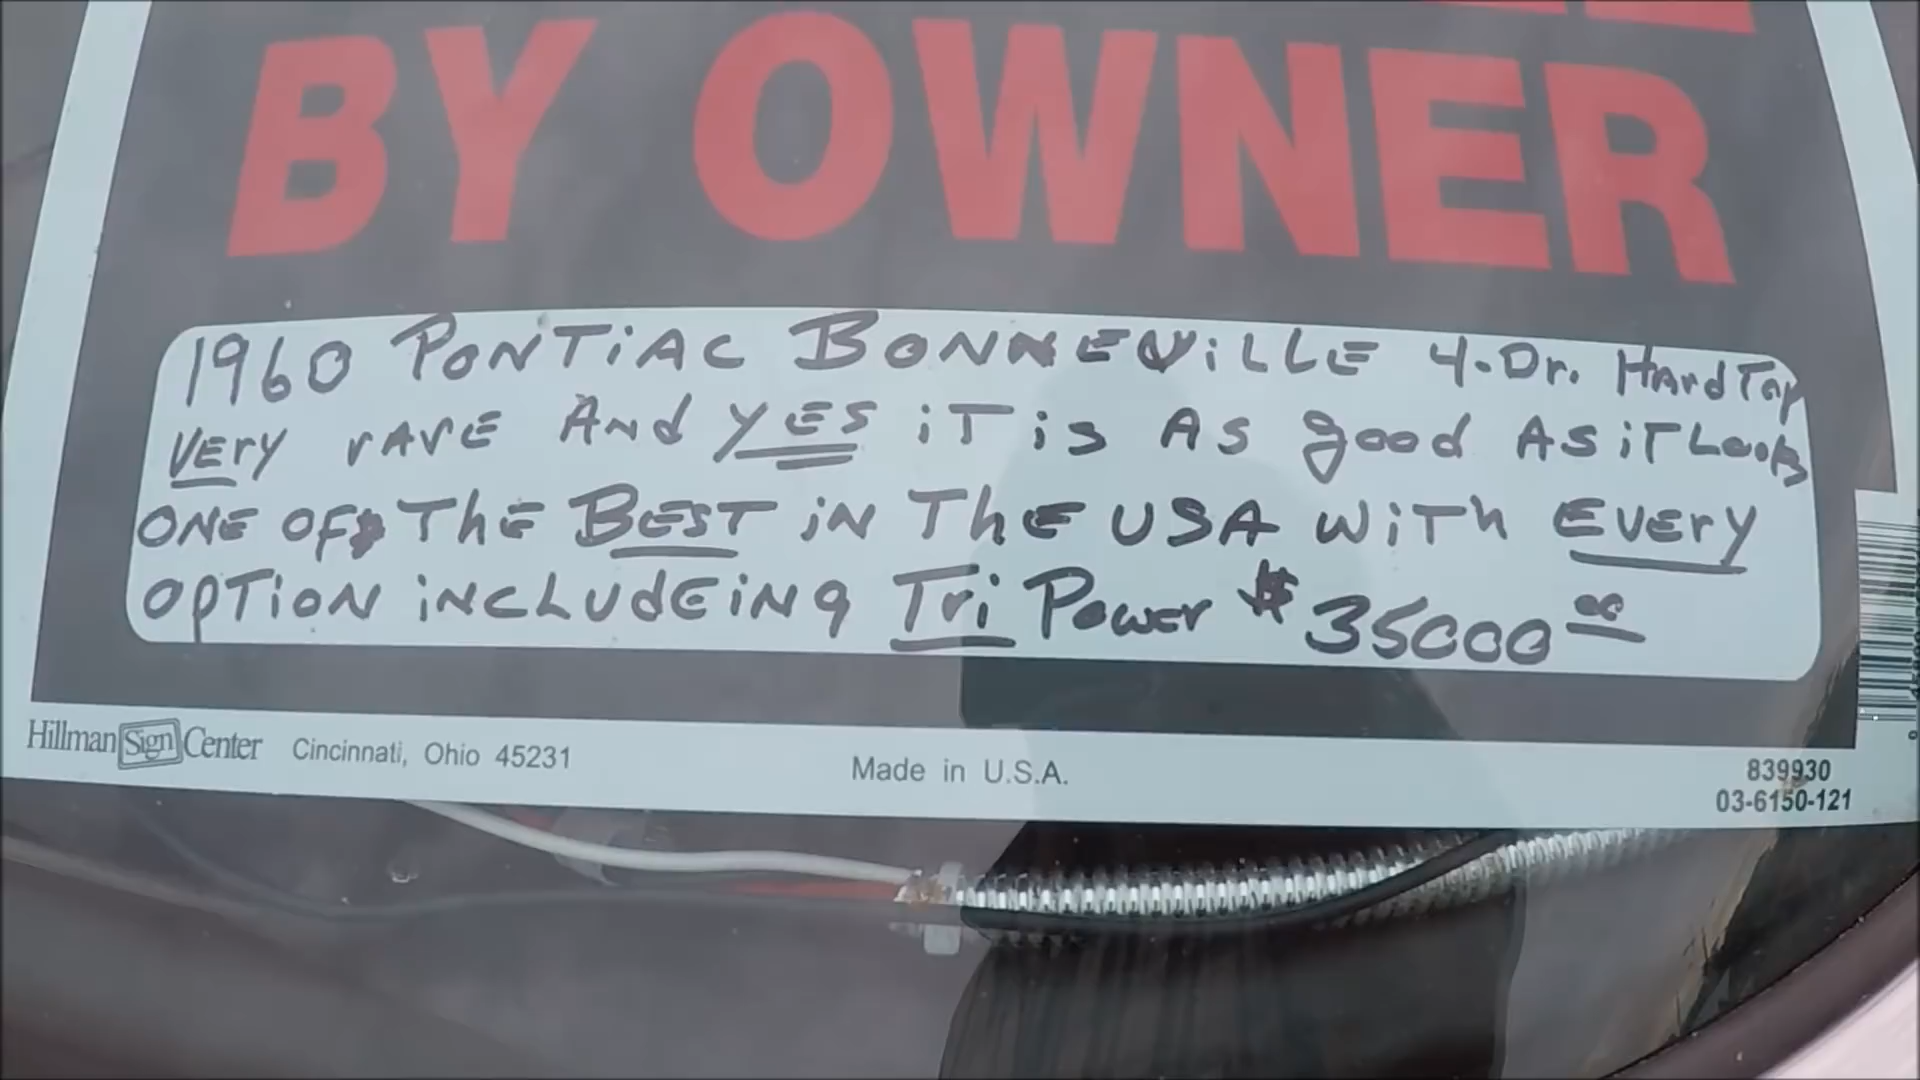 BY OWNER
1960 PONTiAC BONNEViLLE 4.Dr. HArdTop
VErY rArE ANd YES iT iS AS good AS iT Looks
ONE OF ThE BEST iN ThE USA WiTh EVErY
OPTiON iNCLUdEiNg Tri Power $35000 00
Hillman Sign Center Cincinnati, Ohio 45231 Made in U.S.A. 839930
03-6150-121